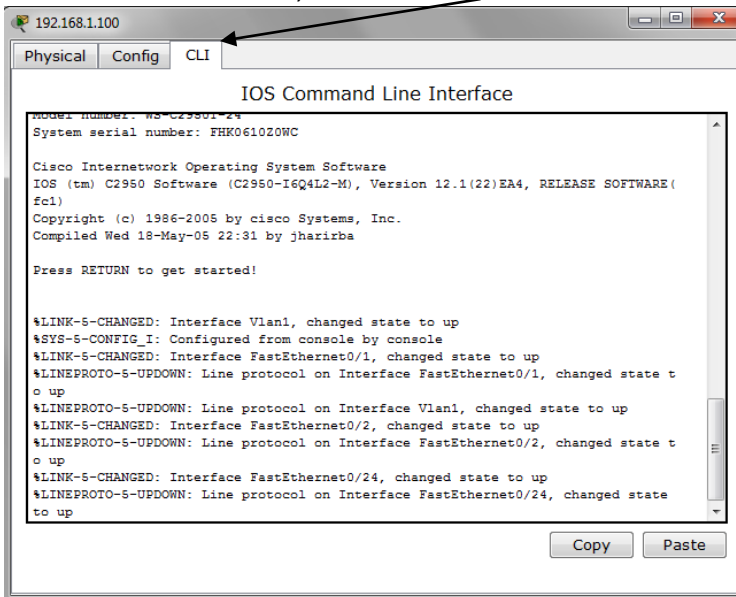 192.168.1.100
Physical Config CLI
IOS Command Line Interface
Model number: WS-C2950T-24
System serial number: FHK0610Z0WC
Cisco Internetwork Operating System Software
IOS (tm) C2950 Software (C2950-I6Q4L2-M), Version 12.1(22)EA4, RELEASE SOFTWARE(
fc1)
Copyright (c) 1986-2005 by cisco Systems, Inc.
Compiled Wed 18-May-05 22:31 by jharirba
Press RETURN to get started!
%LINK-5-CHANGED: Interface Vlan1, changed state to up
%SYS-5-CONFIG_I: Configured from console by console
%LINK-5-CHANGED: Interface FastEthernet0/1, changed state to up
%LINEPROTO-5-UPDOWN: Line protocol on Interface FastEthernet0/1, changed state t
o up
%LINEPROTO-5-UPDOWN: Line protocol on Interface Vlan1, changed state to up
%LINK-5-CHANGED: Interface FastEthernet0/2, changed state to up
%LINEPROTO-5-UPDOWN: Line protocol on Interface FastEthernet0/2, changed state t
o up
%LINK-5-CHANGED: Interface FastEthernet0/24, changed state to up
%LINEPROTO-5-UPDOWN: Line protocol on Interface FastEthernet0/24, changed state
to up
Copy Paste